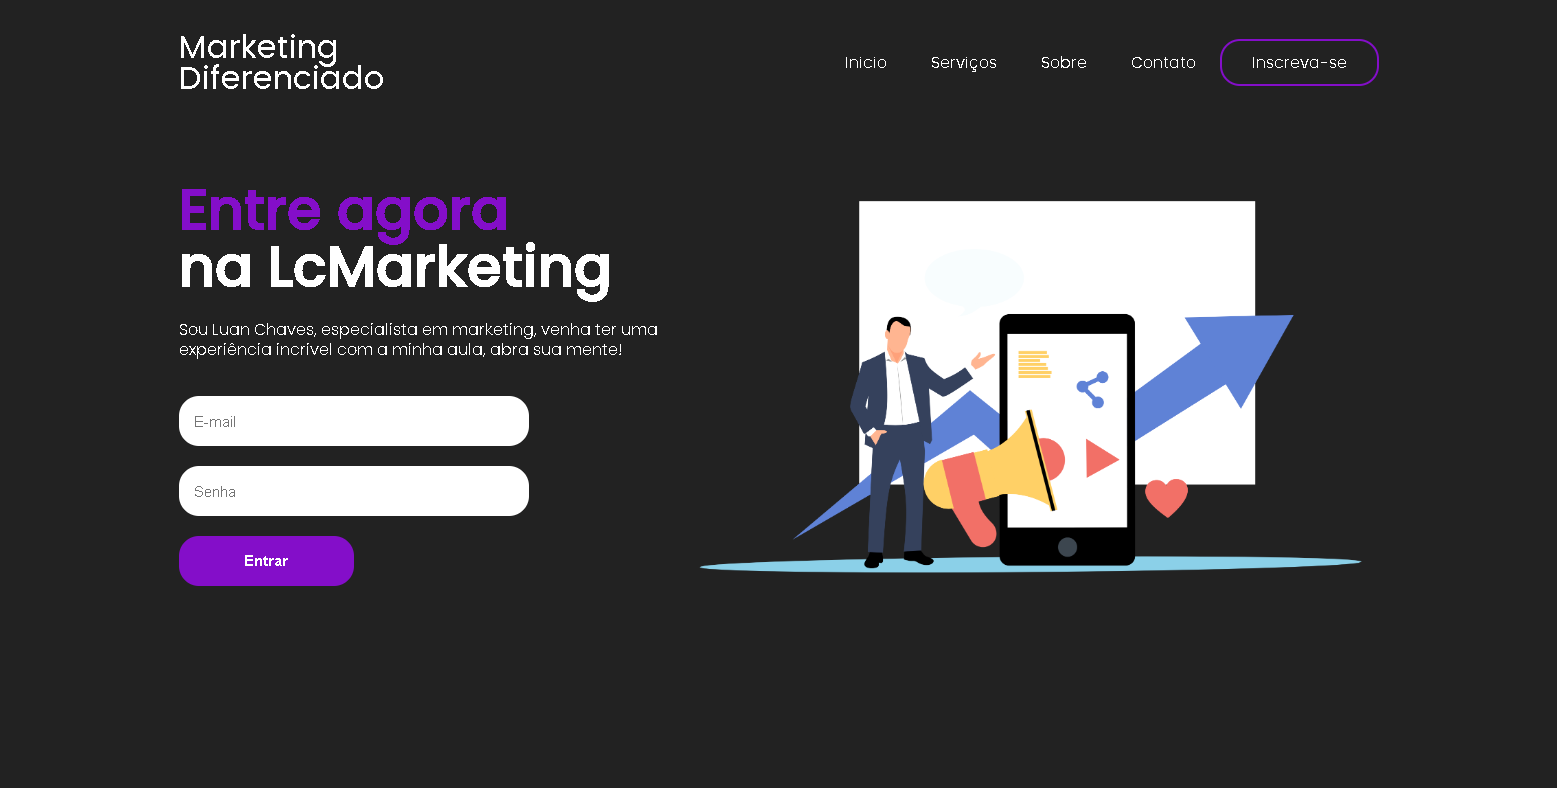 Marketing
Diferenciado
Inicio
Serviços
Sobre
Contato
Inscreva-se
Entre agora
na LcMarketing
Sou Luan Chaves, especialista em marketing, venha ter uma
experiência incrível com a minha aula, abra sua mente!
E-mail
Senha
Entrar